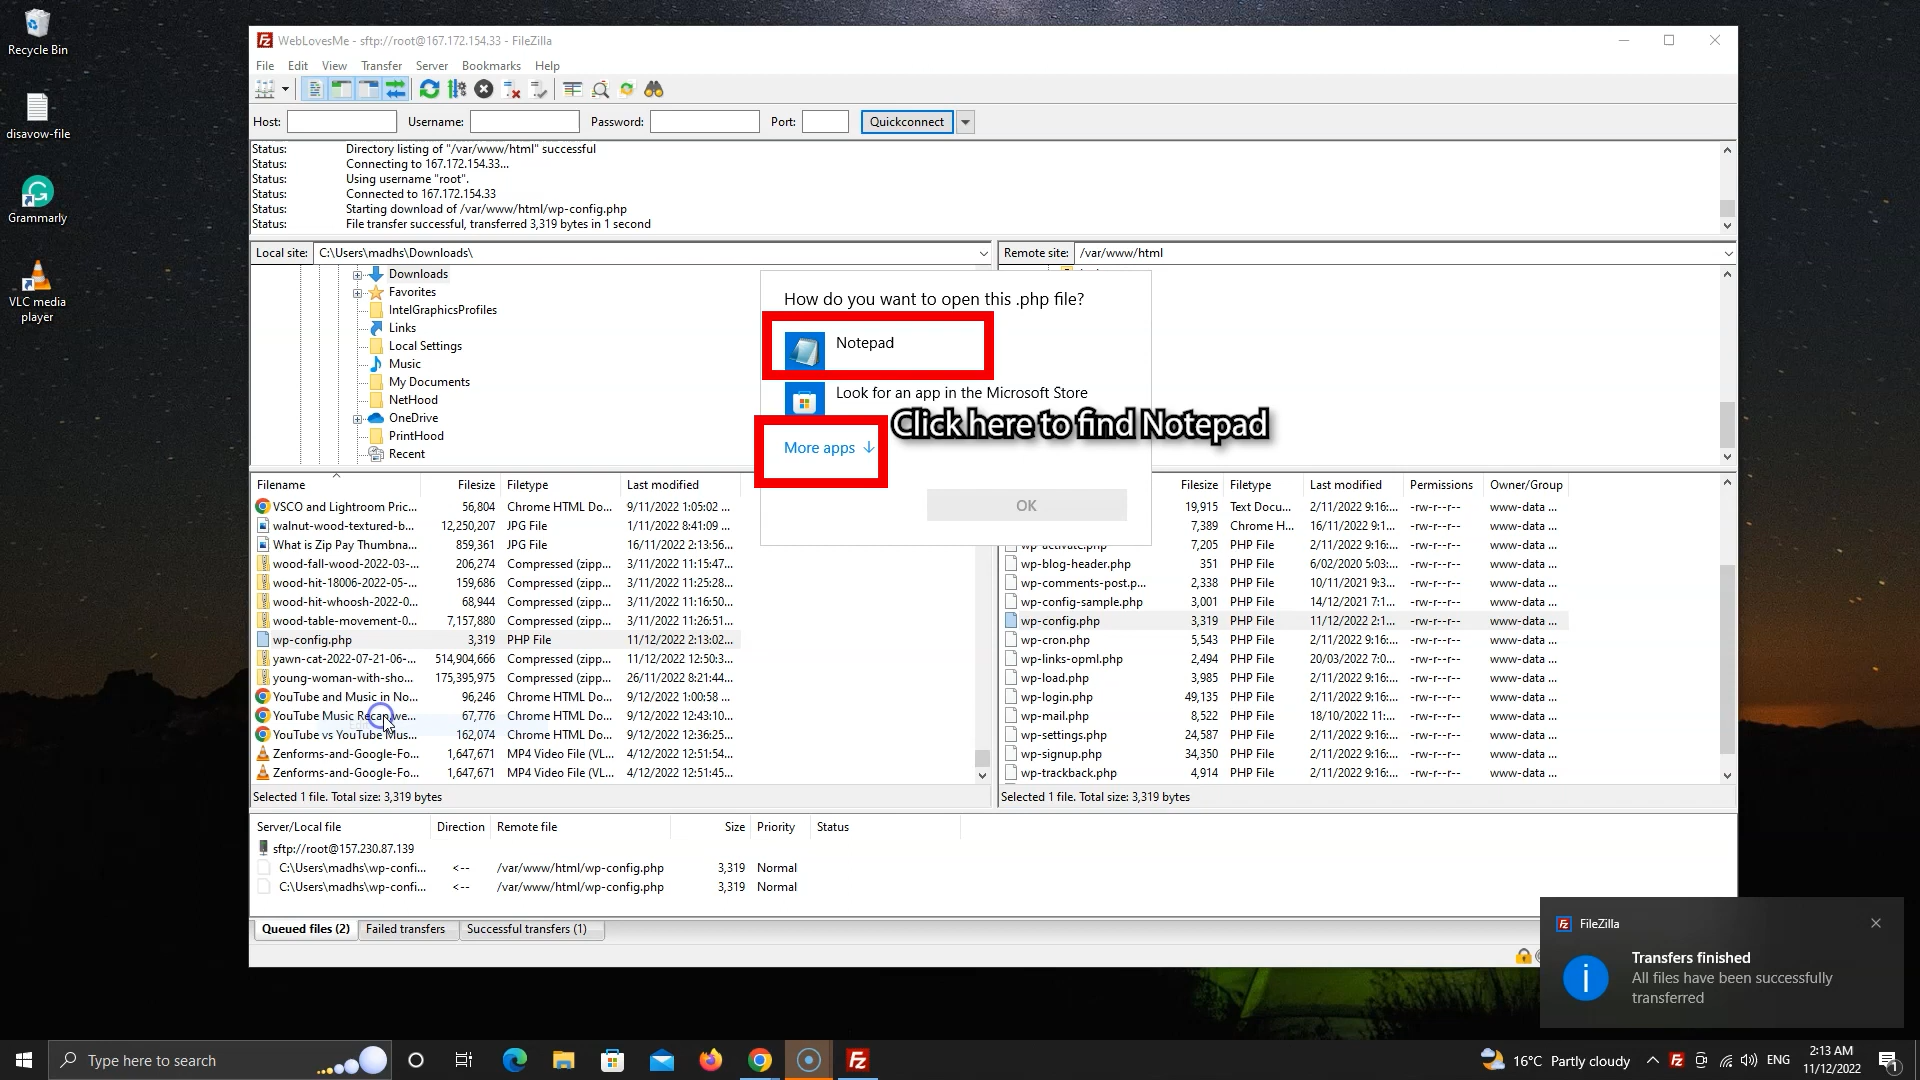 Recycle Bin
disavow-file
Grammarly
VLC media
player
WebLovesMe - sftp://root@167.172.154.33 - FileZilla
File Edit View Transfer Server Bookmarks Help
Host: Username: Password: Port: Quickconnect
Status: Directory listing of "/var/www/html" successful
Status: Connecting to 167.172.154.33...
Status: Using username "root".
Status: Connected to 167.172.154.33
Status: Starting download of /var/www/html/wp-config.php
Status: File transfer successful, transferred 3,319 bytes in 1 second
Local site: C:\Users\madhs\Downloads\
Downloads
Favorites
IntelGraphicsProfiles
Links
Local Settings
Music
My Documents
NetHood
OneDrive
PrintHood
Recent
Remote site: /var/www/html
How do you want to open this .php file?
Notepad
Look for an app in the Microsoft Store
Click here to find Notepad
More apps
OK
Filename Filesize Filetype Last modified
VSCO and Lightroom Pric... 56,804 Chrome HTML Do... 9/11/2022 1:05:02 ...
walnut-wood-textured-b... 12,250,207 JPG File 1/11/2022 8:41:09 ...
What is Zip Pay Thumbna... 859,361 JPG File 16/11/2022 2:13:56...
wood-fall-wood-2022-03-... 206,274 Compressed (zipp... 3/11/2022 11:15:47...
wood-hit-18006-2022-05-... 159,686 Compressed (zipp... 3/11/2022 11:25:28...
wood-hit-whoosh-2022-0... 68,944 Compressed (zipp... 3/11/2022 11:16:50...
wood-table-movement-0... 7,157,880 Compressed (zipp... 3/11/2022 11:26:51...
wp-config.php 3,319 PHP File 11/12/2022 2:13:02...
yawn-cat-2022-07-21-06-... 514,904,666 Compressed (zipp... 11/12/2022 12:50:3...
young-woman-with-sho... 175,395,975 Compressed (zipp... 26/11/2022 8:21:44...
YouTube and Music in No... 96,246 Chrome HTML Do... 9/12/2022 1:00:58 ...
YouTube Music Recap we... 67,776 Chrome HTML Do... 9/12/2022 12:43:10...
YouTube vs YouTube Mus... 162,074 Chrome HTML Do... 9/12/2022 12:36:25...
Zenforms-and-Google-Fo... 1,647,671 MP4 Video File (VL... 4/12/2022 12:51:54...
Zenforms-and-Google-Fo... 1,647,671 MP4 Video File (VL... 4/12/2022 12:51:45...
Selected 1 file. Total size: 3,319 bytes
Filesize Filetype Last modified Permissions Owner/Group
19,915 Text Docu... 2/11/2022 9:16:... -rw-r--r-- www-data ...
7,389 Chrome H... 16/11/2022 9:1... -rw-r--r-- www-data ...
wp-activate.php 7,205 PHP File 2/11/2022 9:16:... -rw-r--r-- www-data ...
wp-blog-header.php 351 PHP File 6/02/2020 5:03:... -rw-r--r-- www-data ...
wp-comments-post.p... 2,338 PHP File 10/11/2021 9:3... -rw-r--r-- www-data ...
wp-config-sample.php 3,001 PHP File 14/12/2021 7:1... -rw-r--r-- www-data ...
wp-config.php 3,319 PHP File 11/12/2022 2:1... -rw-r--r-- www-data ...
wp-cron.php 5,543 PHP File 2/11/2022 9:16:... -rw-r--r-- www-data ...
wp-links-opml.php 2,494 PHP File 20/03/2022 7:0... -rw-r--r-- www-data ...
wp-load.php 3,985 PHP File 2/11/2022 9:16:... -rw-r--r-- www-data ...
wp-login.php 49,135 PHP File 2/11/2022 9:16:... -rw-r--r-- www-data ...
wp-mail.php 8,522 PHP File 18/10/2022 11:... -rw-r--r-- www-data ...
wp-settings.php 24,587 PHP File 2/11/2022 9:16:... -rw-r--r-- www-data ...
wp-signup.php 34,350 PHP File 2/11/2022 9:16:... -rw-r--r-- www-data ...
wp-trackback.php 4,914 PHP File 2/11/2022 9:16:... -rw-r--r-- www-data ...
Selected 1 file. Total size: 3,319 bytes
Server/Local file Direction Remote file Size Priority Status
sftp://root@157.230.87.139
C:\Users\madhs\wp-confi... <-- /var/www/html/wp-config.php 3,319 Normal
C:\Users\madhs\wp-confi... <-- /var/www/html/wp-config.php 3,319 Normal
Queued files (2) Failed transfers Successful transfers (1)
FileZilla
Transfers finished
All files have been successfully
transferred
Type here to search
16°C Partly cloudy
ENG
2:13 AM
11/12/2022
1